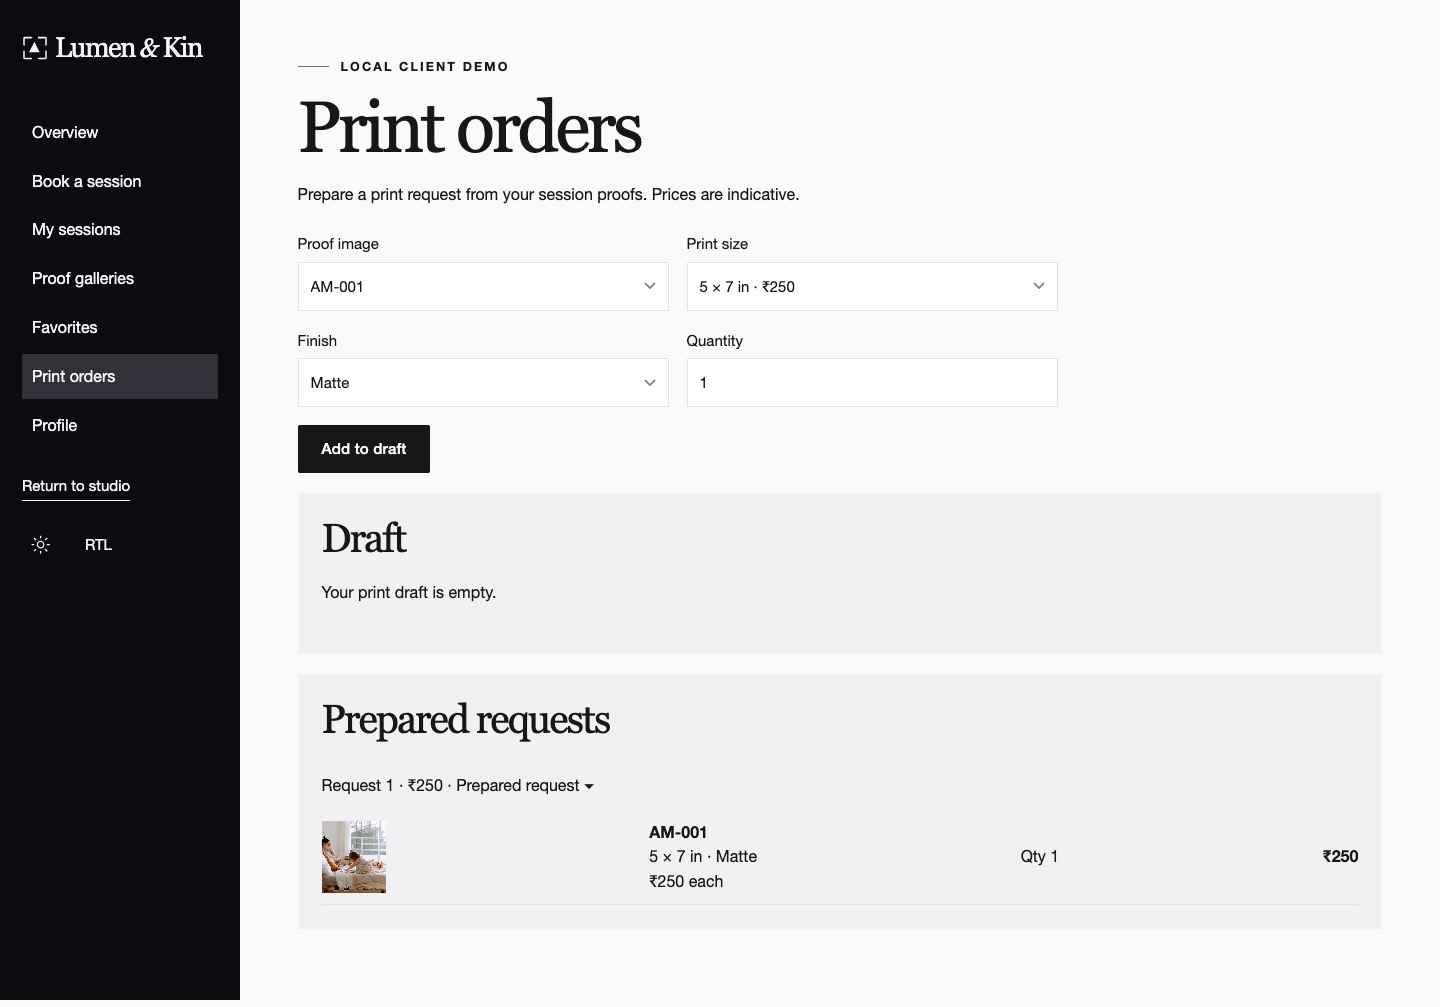 Lumen & Kin
Overview
Book a session
My sessions
Proof galleries
Favorites
Print orders
Profile
Return to studio
RTL
LOCAL CLIENT DEMO
Print orders
Prepare a print request from your session proofs. Prices are indicative.
Proof image
Print size
AM-001
5 × 7 in · ₹250
Finish
Quantity
Matte
1
Add to draft
Draft
Your print draft is empty.
Prepared requests
Request 1 · ₹250 · Prepared request
AM-001
5 × 7 in · Matte
₹250 each
Qty 1
₹250